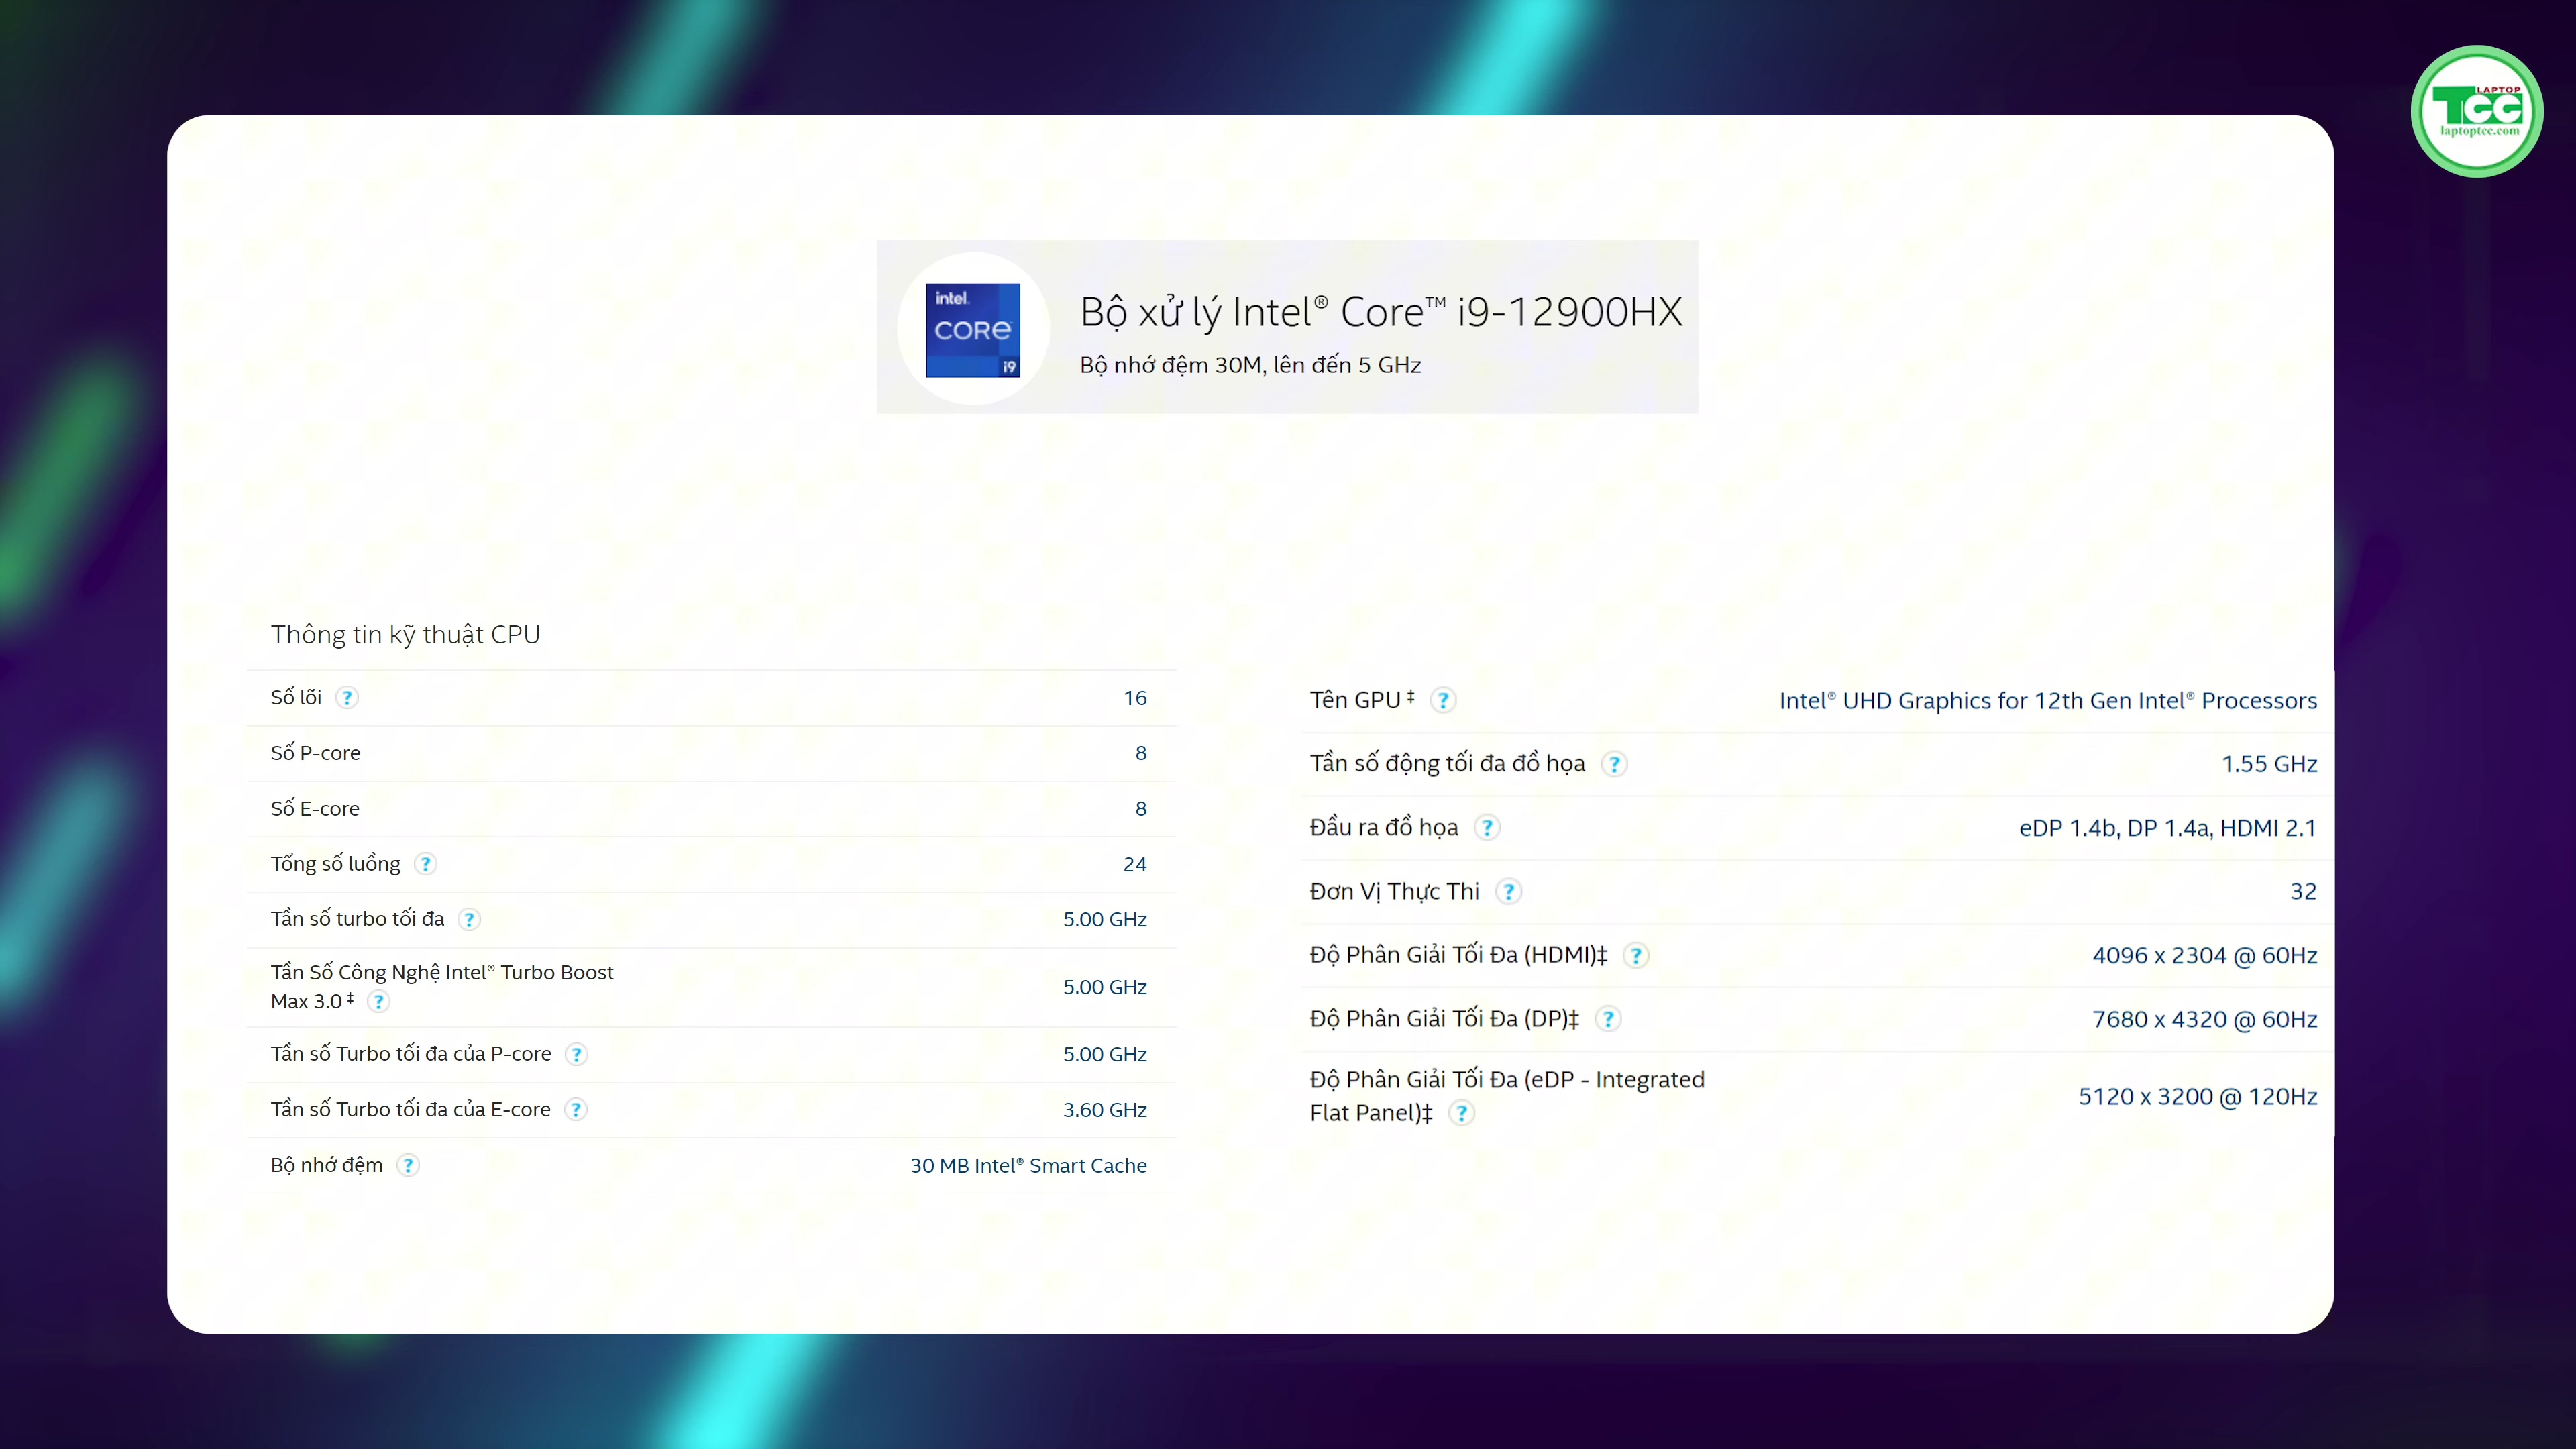 LAPTOP
TCC
laptoptcc.com
intel.
CORE
i9
Bộ xử lý Intel® Core™ i9-12900HX
Bộ nhớ đệm 30M, lên đến 5 GHz
Thông tin kỹ thuật CPU
Số lõi ? 16
Số P-core 8
Số E-core 8
Tổng số luồng ? 24
Tần số turbo tối đa ? 5.00 GHz
Tần Số Công Nghệ Intel® Turbo Boost
Max 3.0 ‡ ? 5.00 GHz
Tần số Turbo tối đa của P-core ? 5.00 GHz
Tần số Turbo tối đa của E-core ? 3.60 GHz
Bộ nhớ đệm ? 30 MB Intel® Smart Cache
Tên GPU ‡ ? Intel® UHD Graphics for 12th Gen Intel® Processors
Tần số động tối đa đồ họa ? 1.55 GHz
Đầu ra đồ họa ? eDP 1.4b, DP 1.4a, HDMI 2.1
Đơn Vị Thực Thi ? 32
Độ Phân Giải Tối Đa (HDMI)‡ ? 4096 x 2304 @ 60Hz
Độ Phân Giải Tối Đa (DP)‡ ? 7680 x 4320 @ 60Hz
Độ Phân Giải Tối Đa (eDP - Integrated
Flat Panel)‡ ? 5120 x 3200 @ 120Hz